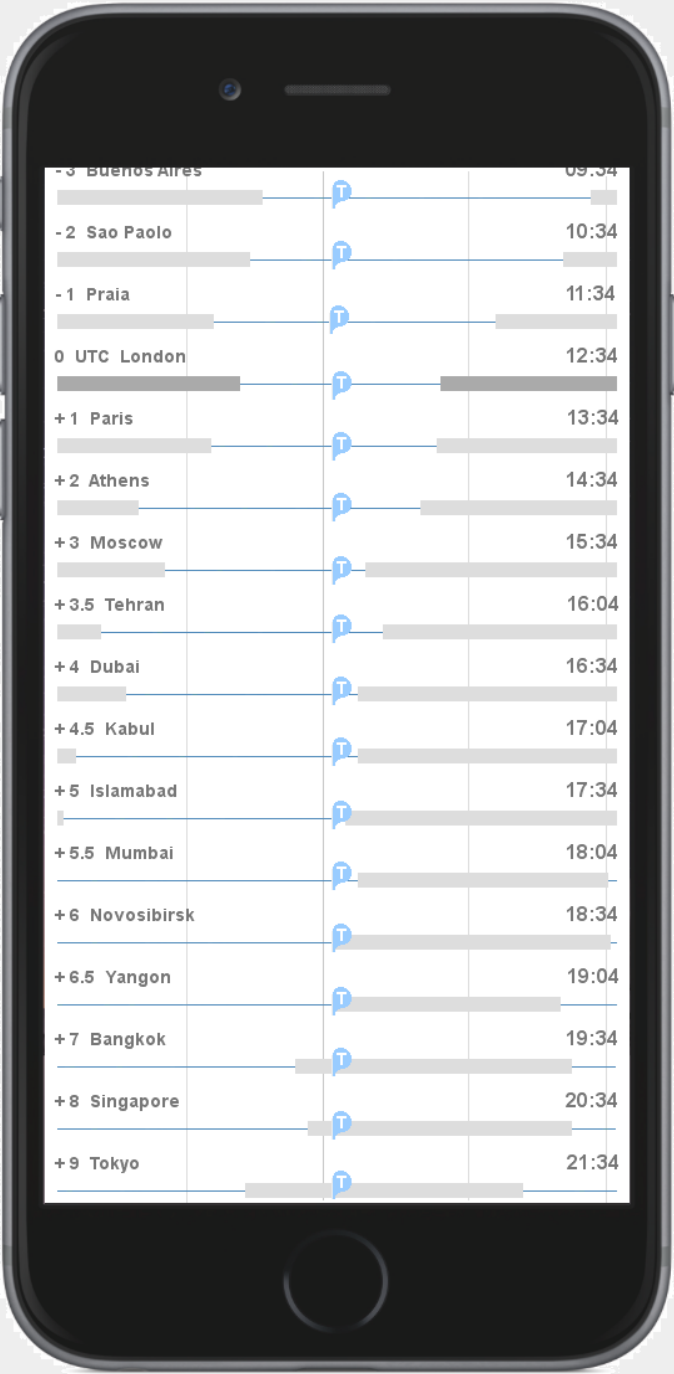 - 3 Buenos Aires 09:34
T
- 2 Sao Paolo 10:34
T
- 1 Praia 11:34
T
0 UTC London 12:34
T
+ 1 Paris 13:34
T
+ 2 Athens 14:34
T
+ 3 Moscow 15:34
T
+ 3.5 Tehran 16:04
T
+ 4 Dubai 16:34
T
+ 4.5 Kabul 17:04
T
+ 5 Islamabad 17:34
T
+ 5.5 Mumbai 18:04
T
+ 6 Novosibirsk 18:34
T
+ 6.5 Yangon 19:04
T
+ 7 Bangkok 19:34
T
+ 8 Singapore 20:34
T
+ 9 Tokyo 21:34
T